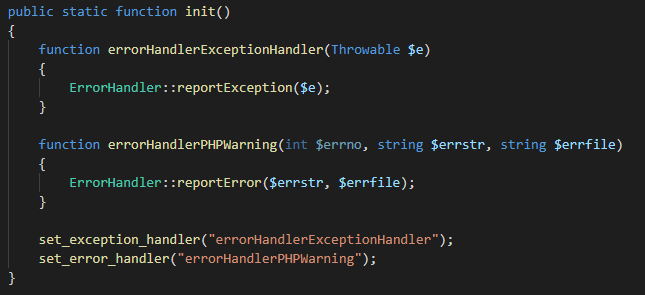 public static function init()
{
    function errorHandlerExceptionHandler(Throwable $e)
    {
        ErrorHandler::reportException($e);
    }

    function errorHandlerPHPWarning(int $errno, string $errstr, string $errfile)
    {
        ErrorHandler::reportError($errstr, $errfile);
    }

    set_exception_handler("errorHandlerExceptionHandler");
    set_error_handler("errorHandlerPHPWarning");
}